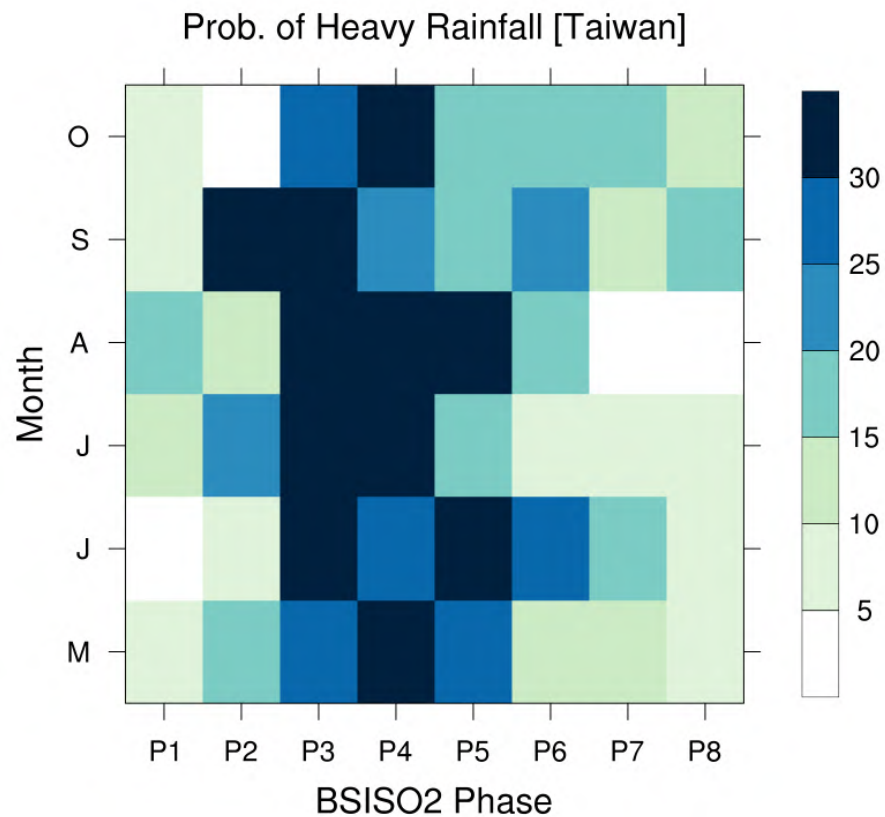 Prob. of Heavy Rainfall [Taiwan]
Month
O
S
A
J
J
M
P1 P2 P3 P4 P5 P6 P7 P8
BSISO2 Phase
30
25
20
15
10
5